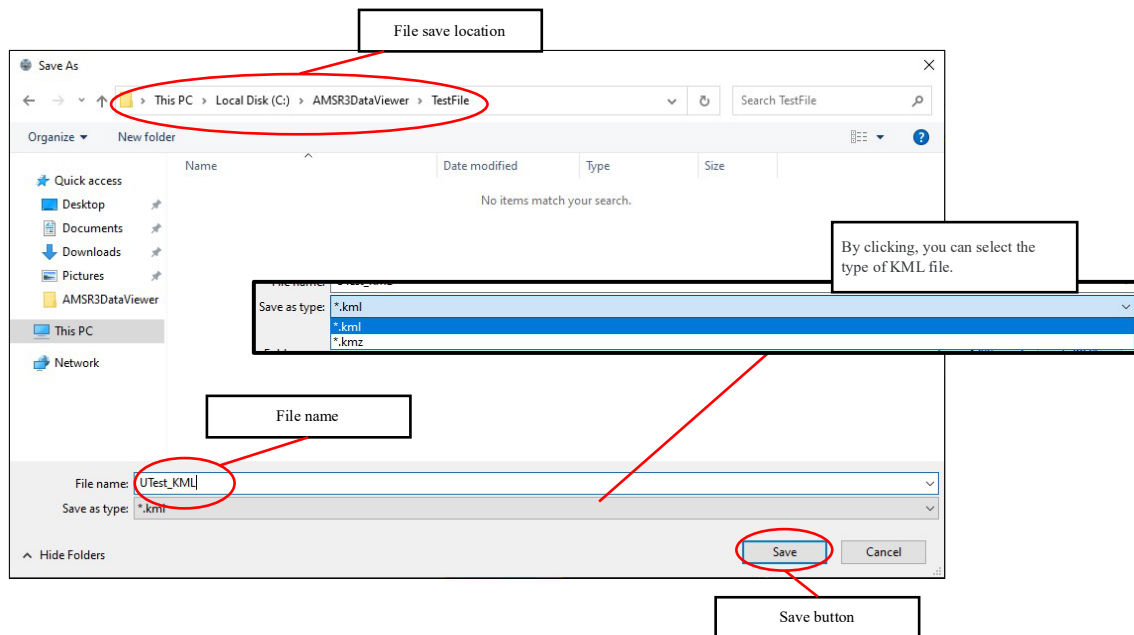 File save location
Save As
This PC > Local Disk (C:) > AMSR3DataViewer > TestFile
Search TestFile
Organize
New folder
Name
Date modified
Type
Size
Quick access
No items match your search.
Desktop
Documents
Downloads
Pictures
AMSR3DataViewer
This PC
Network
By clicking, you can select the
type of KML file.
Save as type: *.kml
*.kml
*.kmz
File name
File name: UTest_KML
Save as type: *.kml
Hide Folders
Save
Cancel
Save button